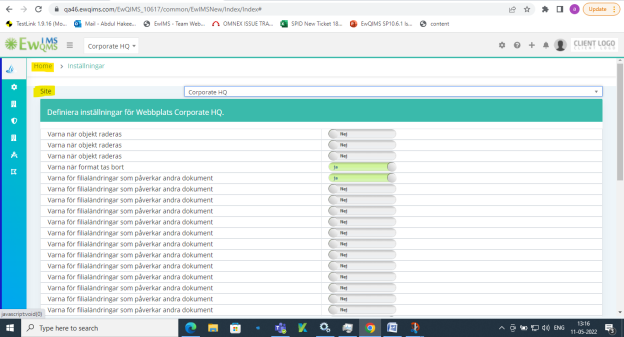 qa46.ewqims.com/EwQIMS_10617/common/EwIMSNew/Index/Index#
Update
TestLink 1.9.16 (Mo...
Mail - Abdul Hakee...
EwIMS - Team Web...
OMNEX ISSUE TRA...
SPID New Ticket 18...
EwQIMS SP10.6.1 Is...
content
EwQIMS
Corporate HQ
CLIENT LOGO
Home > Inställningar
Site
Corporate HQ
Definiera inställningar för Webbplats Corporate HQ.
Varna när objekt raderas Nej
Varna när objekt raderas Nej
Varna när objekt raderas Nej
Varna när format tas bort Ja
Varna för filialändringar som påverkar andra dokument Ja
Varna för filialändringar som påverkar andra dokument Nej
Varna för filialändringar som påverkar andra dokument Nej
Varna för filialändringar som påverkar andra dokument Nej
Varna för filialändringar som påverkar andra dokument Nej
Varna för filialändringar som påverkar andra dokument Nej
Varna för filialändringar som påverkar andra dokument Nej
Varna för filialändringar som påverkar andra dokument Nej
Varna för filialändringar som påverkar andra dokument Nej
Varna för filialändringar som påverkar andra dokument Nej
Varna för filialändringar som påverkar andra dokument Nej
Varna för filialändringar som påverkar andra dokument Nej
Varna för filialändringar som påverkar andra dokument Nej
javascript:void(0)
Type here to search
ENG
13:16
11-05-2022